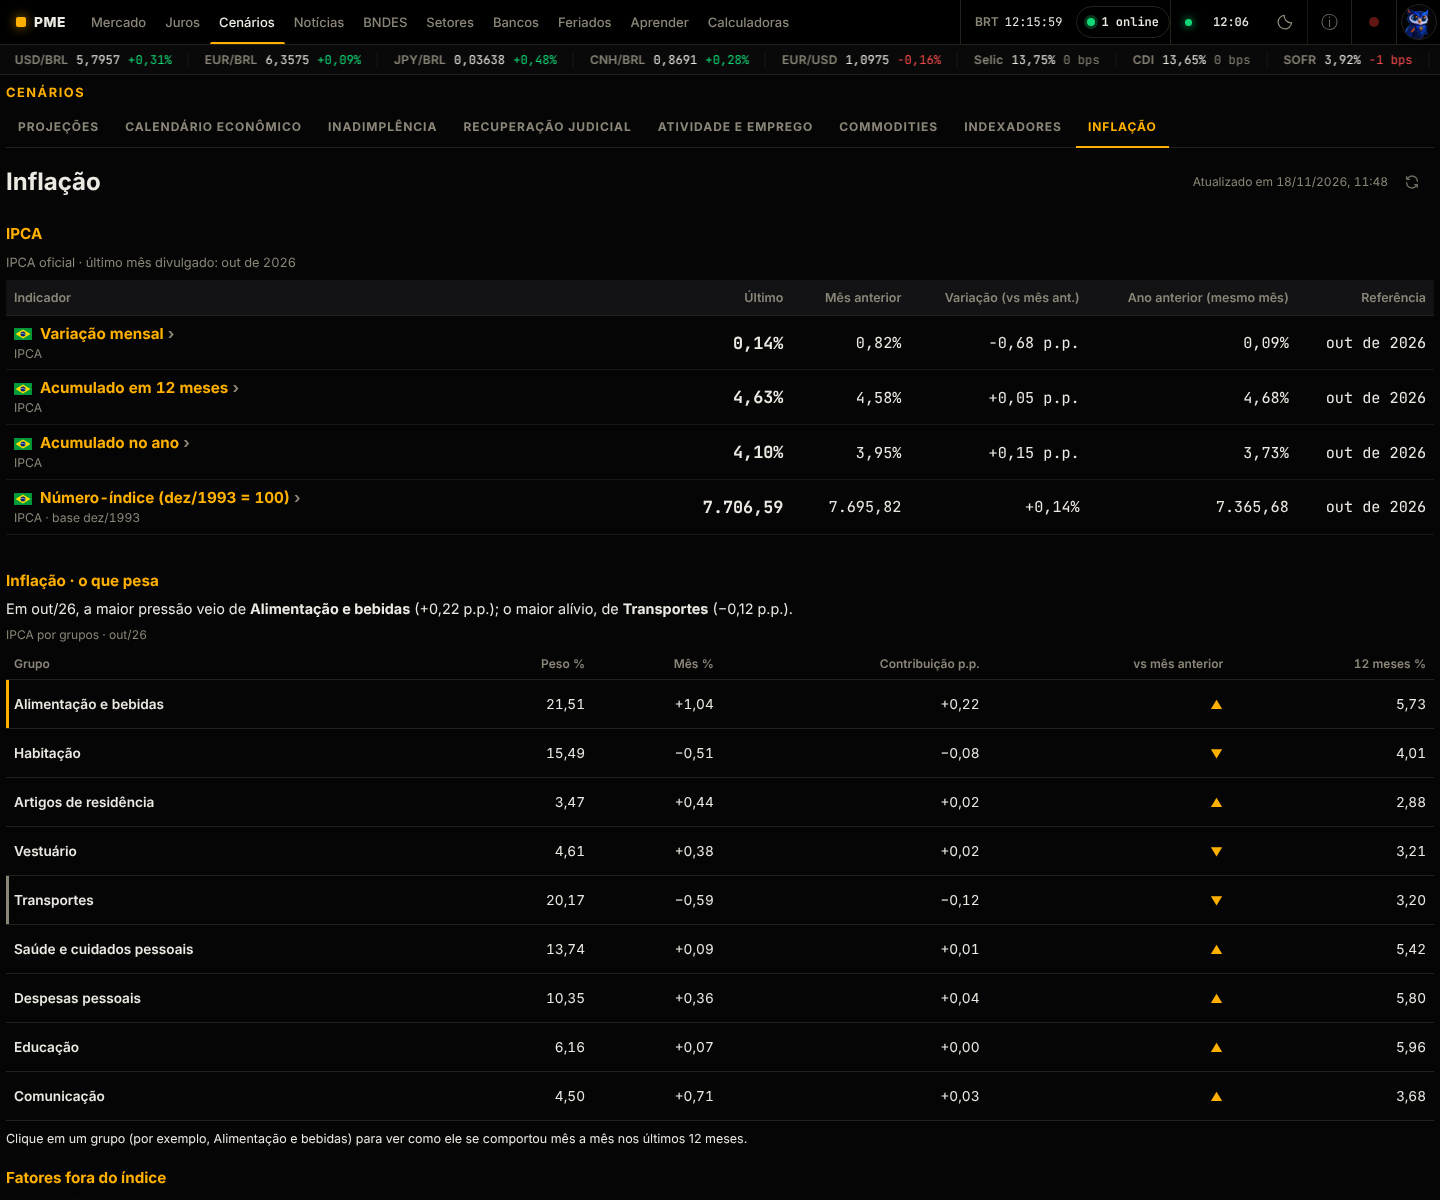 PME Mercado Juros Cenários Notícias BNDES Setores Bancos Feriados Aprender Calculadoras BRT 12:15:59 1 online 12:06
USD/BRL 5,7957 +0,31% EUR/BRL 6,3575 +0,09% JPY/BRL 0,03638 +0,48% CNH/BRL 0,8691 +0,28% EUR/USD 1,0975 -0,16% Selic 13,75% 0 bps CDI 13,65% 0 bps SOFR 3,92% -1 bps
CENÁRIOS
PROJEÇÕES CALENDÁRIO ECONÔMICO INADIMPLÊNCIA RECUPERAÇÃO JUDICIAL ATIVIDADE E EMPREGO COMMODITIES INDEXADORES INFLAÇÃO
Inflação Atualizado em 18/11/2026, 11:48
IPCA
IPCA oficial · último mês divulgado: out de 2026
Indicador Último Mês anterior Variação (vs mês ant.) Ano anterior (mesmo mês) Referência
Variação mensal › 0,14% 0,82% -0,68 p.p. 0,09% out de 2026
IPCA
Acumulado em 12 meses › 4,63% 4,58% +0,05 p.p. 4,68% out de 2026
IPCA
Acumulado no ano › 4,10% 3,95% +0,15 p.p. 3,73% out de 2026
IPCA
Número-índice (dez/1993 = 100) › 7.706,59 7.695,82 +0,14% 7.365,68 out de 2026
IPCA · base dez/1993
Inflação · o que pesa
Em out/26, a maior pressão veio de Alimentação e bebidas (+0,22 p.p.); o maior alívio, de Transportes (−0,12 p.p.).
IPCA por grupos · out/26
Grupo Peso % Mês % Contribuição p.p. vs mês anterior 12 meses %
Alimentação e bebidas 21,51 +1,04 +0,22 ▲ 5,73
Habitação 15,49 −0,51 −0,08 ▼ 4,01
Artigos de residência 3,47 +0,44 +0,02 ▲ 2,88
Vestuário 4,61 +0,38 +0,02 ▼ 3,21
Transportes 20,17 −0,59 −0,12 ▼ 3,20
Saúde e cuidados pessoais 13,74 +0,09 +0,01 ▲ 5,42
Despesas pessoais 10,35 +0,36 +0,04 ▲ 5,80
Educação 6,16 +0,07 +0,00 ▲ 5,96
Comunicação 4,50 +0,71 +0,03 ▲ 3,68
Clique em um grupo (por exemplo, Alimentação e bebidas) para ver como ele se comportou mês a mês nos últimos 12 meses.
Fatores fora do índice